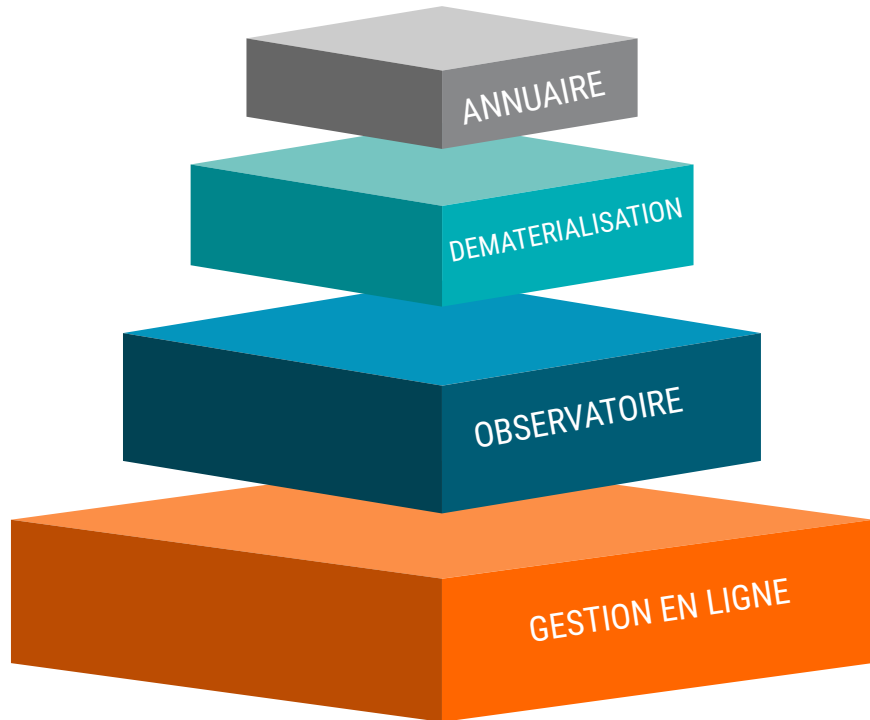 ANNUAIRE
DEMATERIALISATION
OBSERVATOIRE
GESTION EN LIGNE